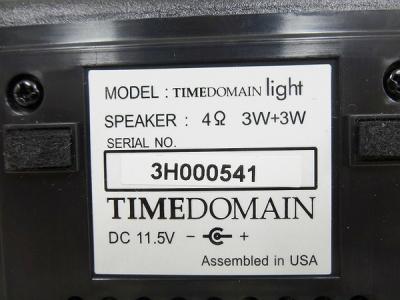 MODEL : TIMEDOMAIN light
SPEAKER : 4Ω 3W+3W
SERIAL NO.
3H000541
TIMEDOMAIN
DC 11.5V − +
Assembled in USA